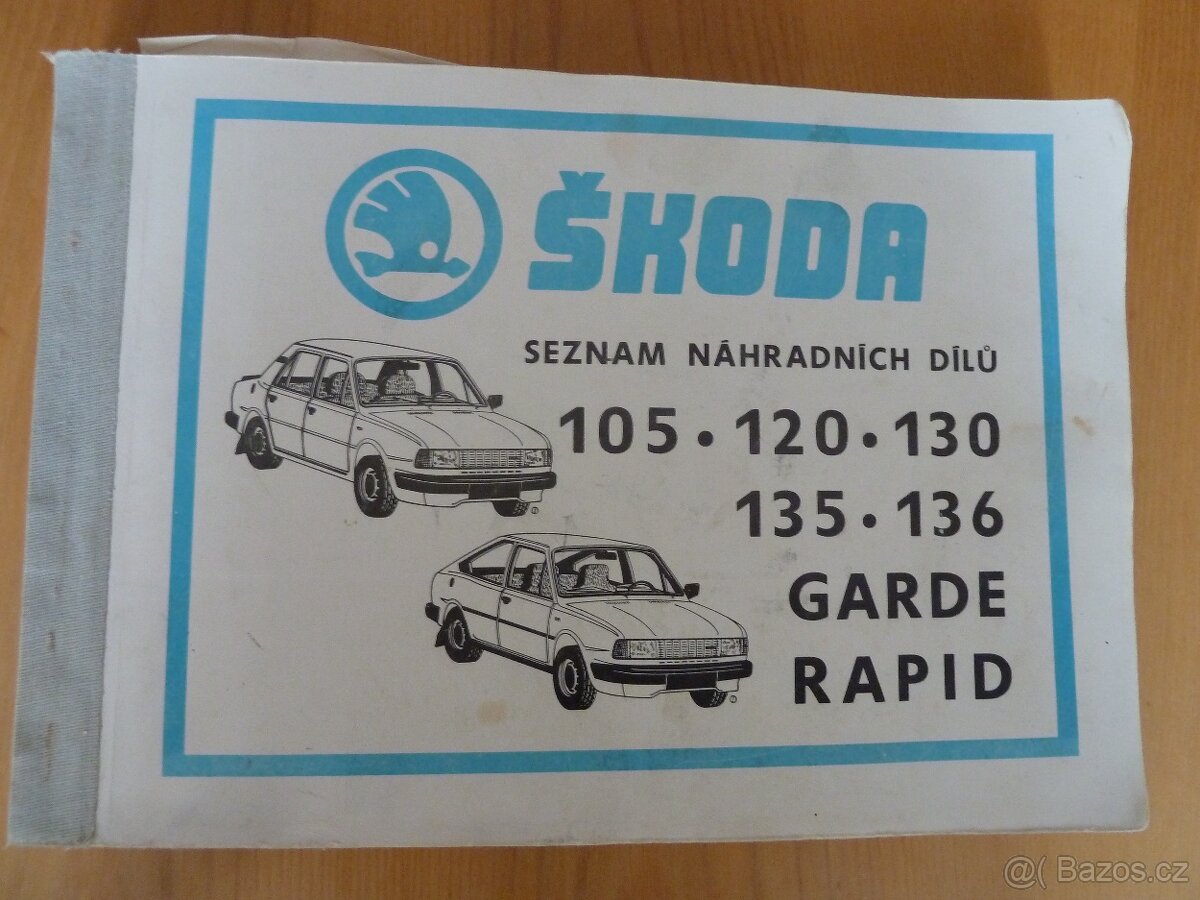 ŠKODA
SEZNAM NÁHRADNÍCH DÍLŮ
105 • 120 • 130
135 • 136
GARDE
RAPID
@( Bazos.cz